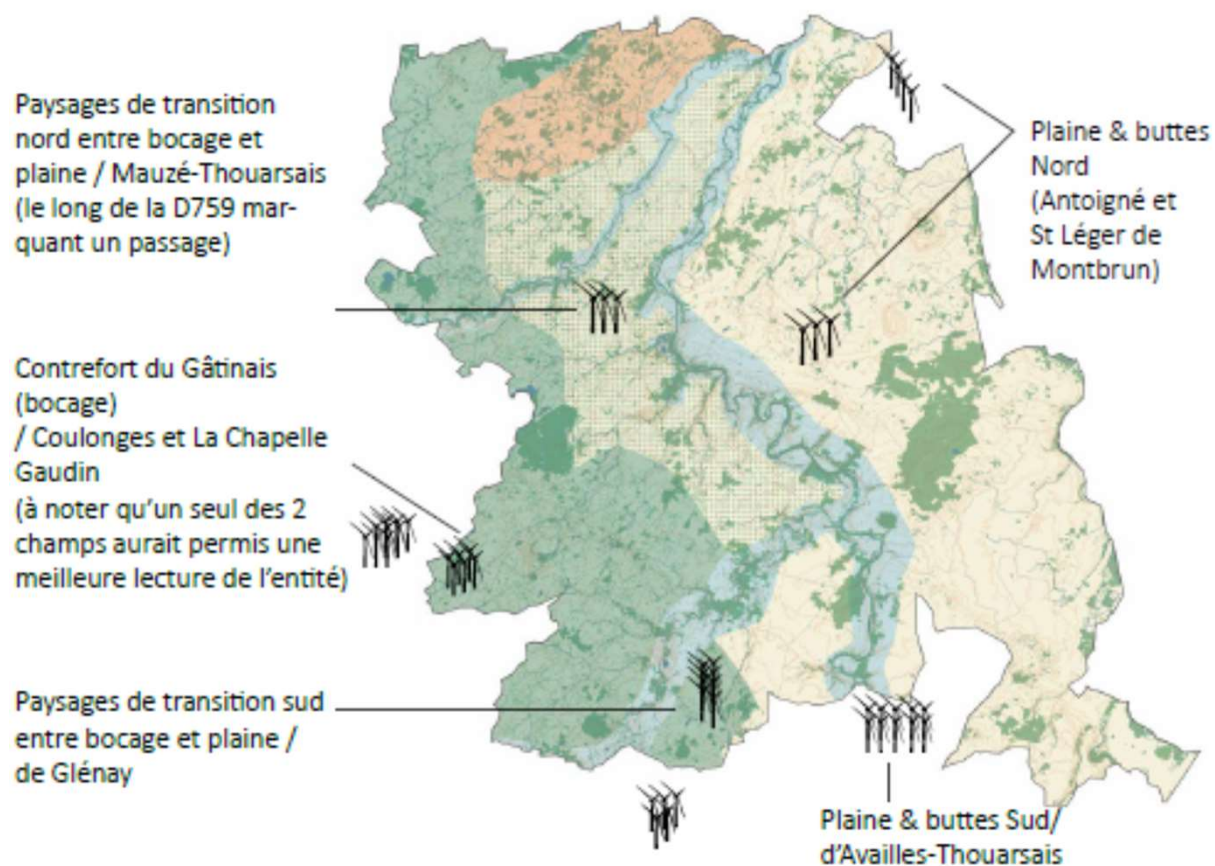 Paysages de transition
nord entre bocage et
plaine / Mauzé-Thouarsais
(le long de la D759 mar-
quant un passage)
Plaine & buttes
Nord
(Antoigné et
St Léger de
Montbrun)
Contrefort du Gâtinais
(bocage)
/ Coulonges et La Chapelle
Gaudin
(à noter qu'un seul des 2
champs aurait permis une
meilleure lecture de l'entité)
Paysages de transition sud
entre bocage et plaine /
de Glénay
Plaine & buttes Sud/
d'Availles-Thouarsais